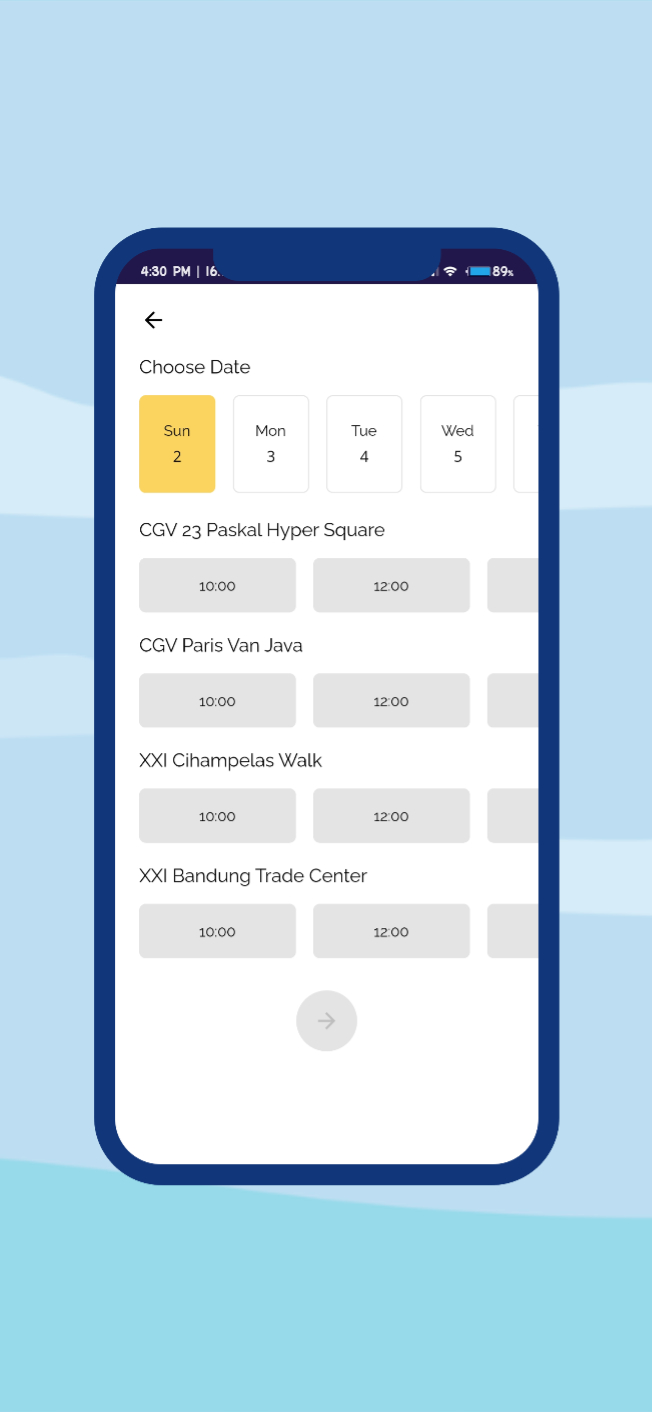 4:30 PM | 16:
89%
Choose Date
Sun Mon Tue Wed
2 3 4 5
CGV 23 Paskal Hyper Square
10:00 12:00
CGV Paris Van Java
10:00 12:00
XXI Cihampelas Walk
10:00 12:00
XXI Bandung Trade Center
10:00 12:00